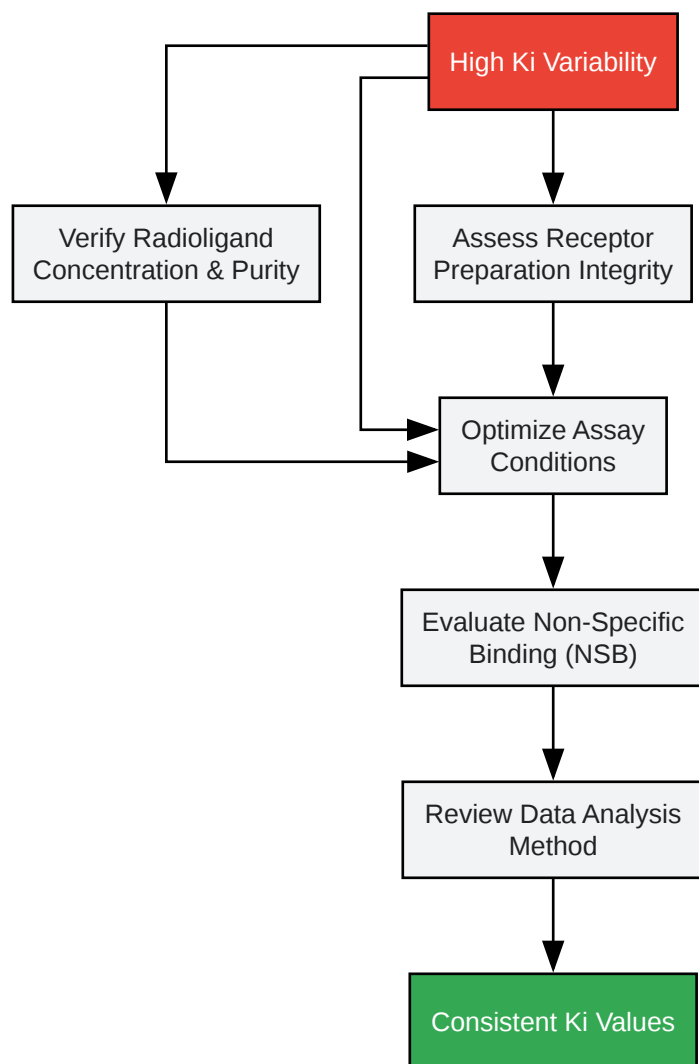 High Ki Variability
Verify Radioligand
Concentration & Purity
Assess Receptor
Preparation Integrity
Optimize Assay
Conditions
Evaluate Non-Specific
Binding (NSB)
Review Data Analysis
Method
Consistent Ki Values